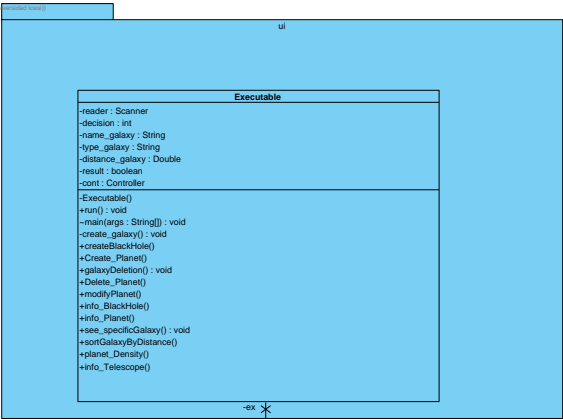 ui
Executable
-reader : Scanner
-decision : int
-name_galaxy : String
-type_galaxy : String
-distance_galaxy : Double
-result : boolean
-cont : Controller
-Executable()
+run() : void
~main(args : String[]) : void
-create_galaxy() : void
+createBlackHole()
+Create_Planet()
+galaxyDeletion() : void
+Delete_Planet()
+modifyPlanet()
+info_BlackHole()
+info_Planet()
+see_specificGalaxy() : void
+sortGalaxyByDistance()
+planet_Density()
+info_Telescope()
-ex